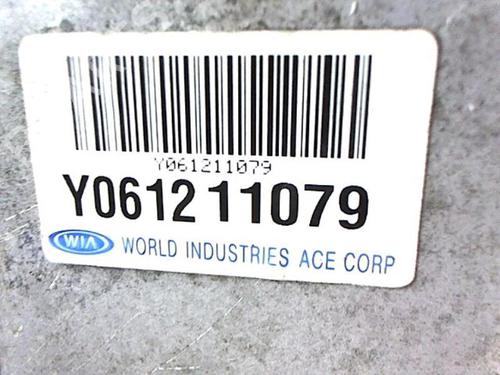 Y061211079
Y0612 11079
WIA WORLD INDUSTRIES ACE CORP